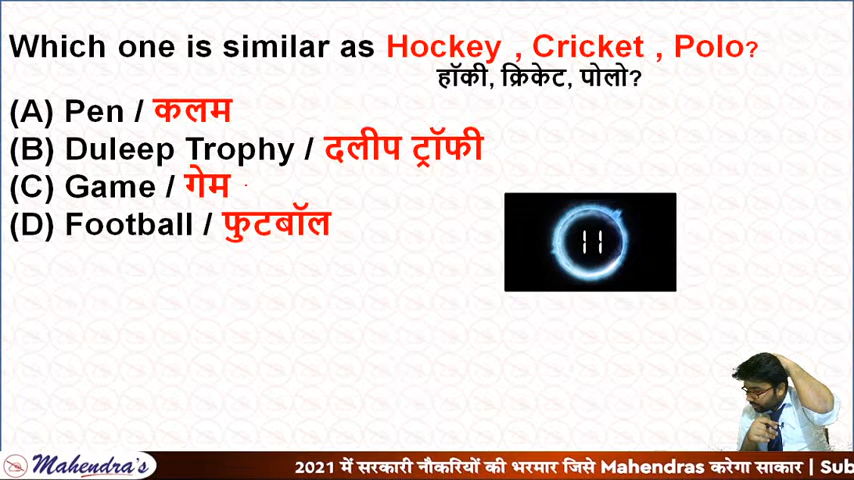 Which one is similar as Hockey , Cricket , Polo?
हॉकी, क्रिकेट, पोलो?
(A) Pen / कलम
(B) Duleep Trophy / दलीप ट्रॉफी
(C) Game / गेम
(D) Football / फुटबॉल
11
Mahendra's
2021 में सरकारी नौकरियों की भरमार जिसे Mahendras करेगा साकार | Sub